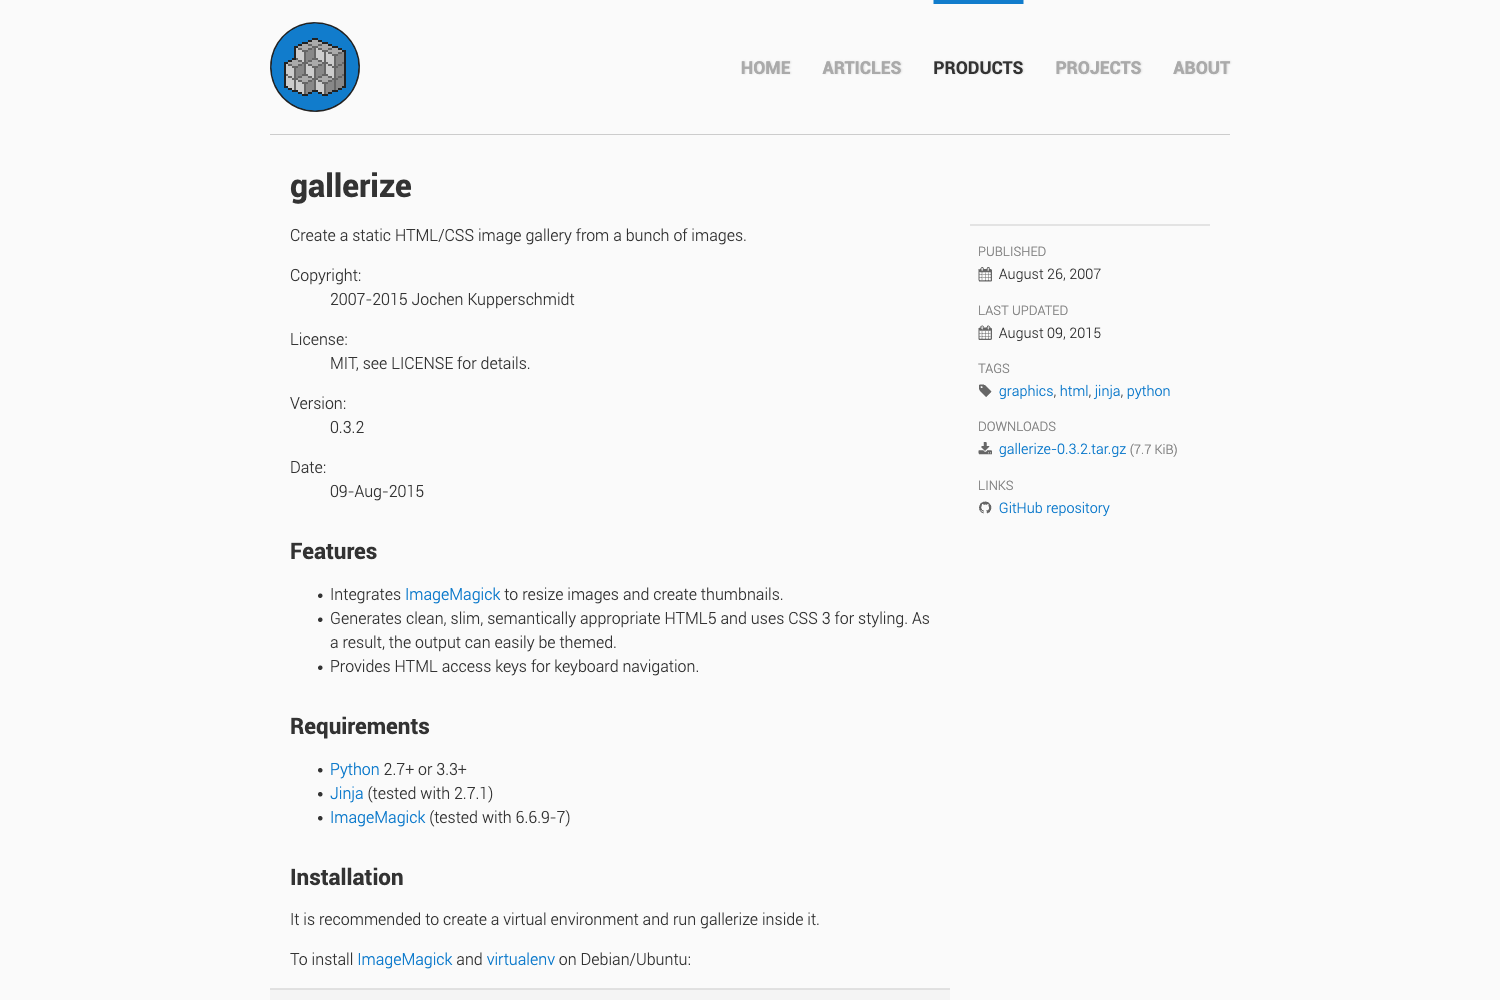 HOME ARTICLES PRODUCTS PROJECTS ABOUT
gallerize
Create a static HTML/CSS image gallery from a bunch of images.
Copyright:
2007-2015 Jochen Kupperschmidt
License:
MIT, see LICENSE for details.
Version:
0.3.2
Date:
09-Aug-2015
Features
• Integrates ImageMagick to resize images and create thumbnails.
• Generates clean, slim, semantically appropriate HTML5 and uses CSS 3 for styling. As
a result, the output can easily be themed.
• Provides HTML access keys for keyboard navigation.
Requirements
• Python 2.7+ or 3.3+
• Jinja (tested with 2.7.1)
• ImageMagick (tested with 6.6.9-7)
Installation
It is recommended to create a virtual environment and run gallerize inside it.
To install ImageMagick and virtualenv on Debian/Ubuntu:
PUBLISHED
August 26, 2007
LAST UPDATED
August 09, 2015
TAGS
graphics, html, jinja, python
DOWNLOADS
gallerize-0.3.2.tar.gz (7.7 KiB)
LINKS
GitHub repository